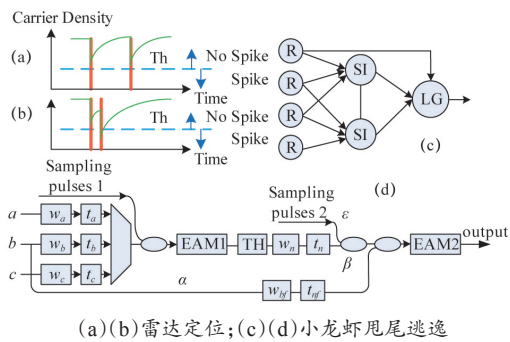 Carrier Density
(a)
Th
No Spike
Spike
Time
(b)
Th
No Spike
Spike
Time
R
R
R
R
SI
SI
LG
(c)
(d)
Sampling
pulses 1
Sampling
pulses 2
a
w_a
t_a
b
w_b
t_b
c
w_c
t_c
EAM1
TH
w_n
t_n
ε
β
EAM2
output
α
w_bf
t_nf
(a)(b)雷达定位;(c)(d)小龙虾甩尾逃逸